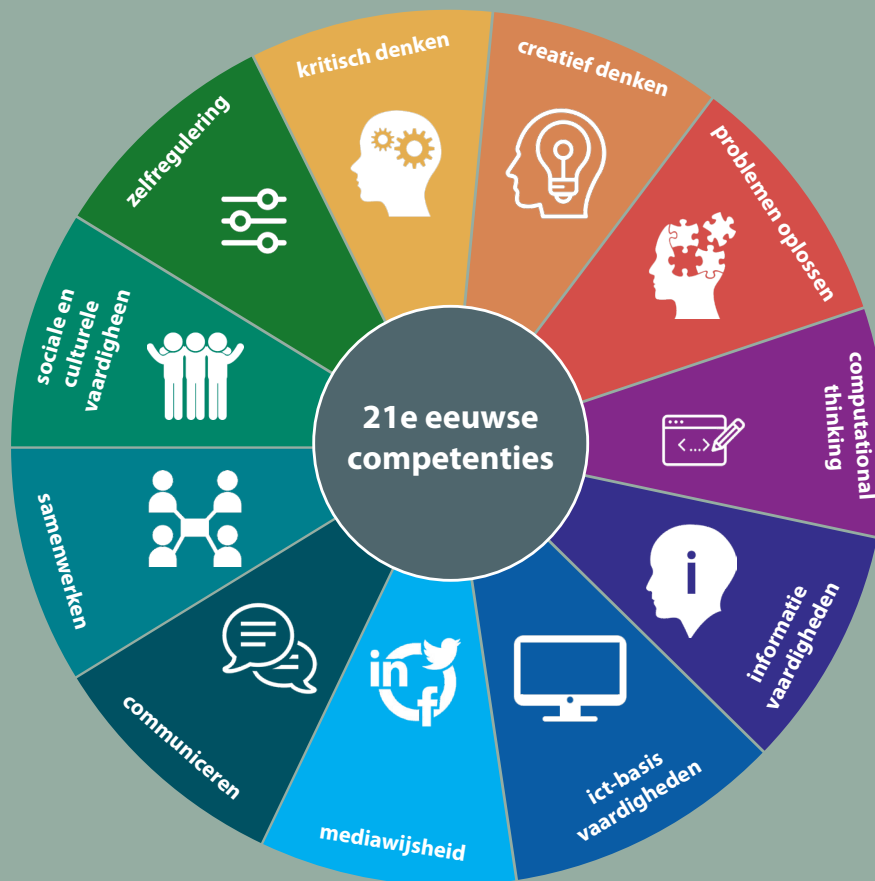 kritisch denken
creatief denken
problemen oplossen
computational
thinking
<...>
i
informatie
vaardigheden
ict-basis
vaardigheden
in
f
mediawijsheid
communiceren
samenwerken
sociale en
culturele
vaardigheen
zelfregulering
21e eeuwse
competenties